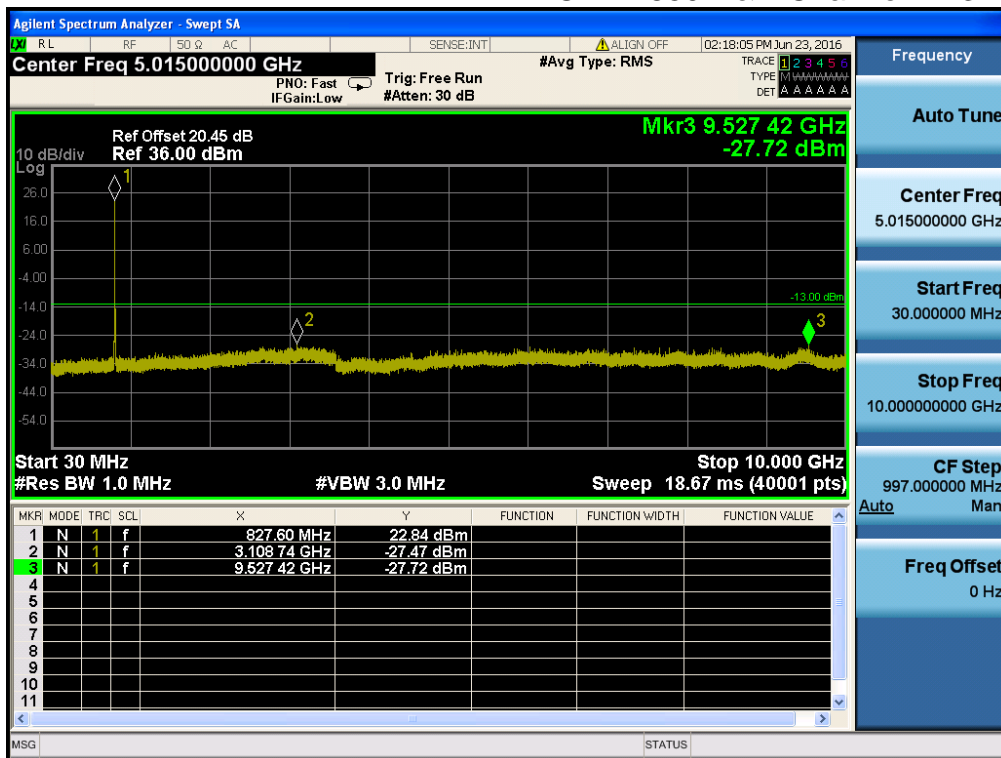 Agilent Spectrum Analyzer - Swept SA
LXI RL RF 50 Ω AC SENSE:INT ALIGN OFF 02:18:05 PM Jun 23, 2016
Center Freq 5.015000000 GHz #Avg Type: RMS TRACE 1 2 3 4 5 6
PNO: Fast Trig: Free Run TYPE M WWWWW
IFGain:Low #Atten: 30 dB DET A A A A A A
Mkr3 9.527 42 GHz
-27.72 dBm
Ref Offset 20.45 dB
10 dB/div Ref 36.00 dBm
Log
1
26.0
16.0
6.00
-4.00
-13.00 dBm
-14.0
2
3
-24.0
-34.0
-44.0
-54.0
Start 30 MHz Stop 10.000 GHz
#Res BW 1.0 MHz #VBW 3.0 MHz Sweep 18.67 ms (40001 pts)
MKR MODE TRC SCL X Y FUNCTION FUNCTION WIDTH FUNCTION VALUE
1 N 1 f 827.60 MHz 22.84 dBm
2 N 1 f 3.108 74 GHz -27.47 dBm
3 N 1 f 9.527 42 GHz -27.72 dBm
4
5
6
7
8
9
10
11
MSG STATUS
Frequency
Auto Tune
Center Freq
5.015000000 GHz
Start Freq
30.000000 MHz
Stop Freq
10.000000000 GHz
CF Step
997.000000 MHz
Auto Man
Freq Offset
0 Hz